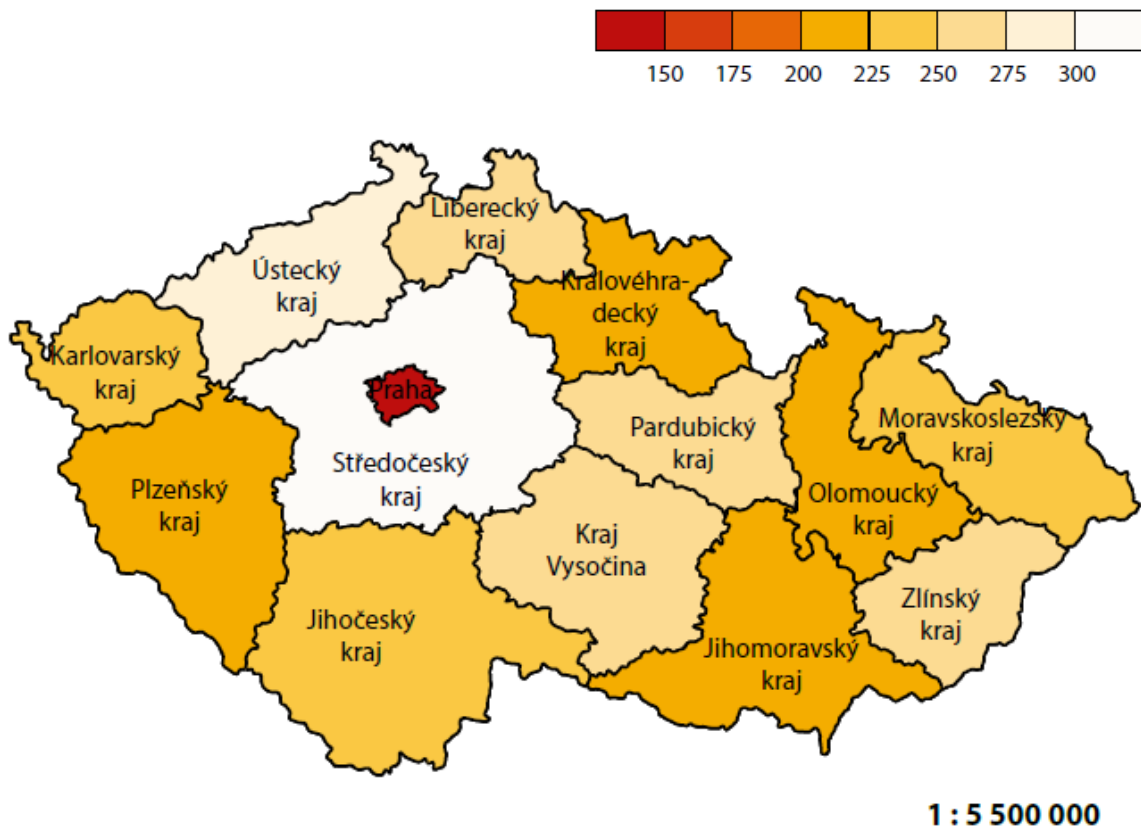 150 175 200 225 250 275 300
Liberecký
kraj
Ústecký
kraj
Královéhra-
decký
kraj
Karlovarský
kraj
Praha
Středočeský
kraj
Pardubický
kraj
Moravskoslezský
kraj
Plzeňský
kraj
Olomoucký
kraj
Kraj
Vysočina
Zlínský
kraj
Jihočeský
kraj
Jihomoravský
kraj
1 : 5 500 000